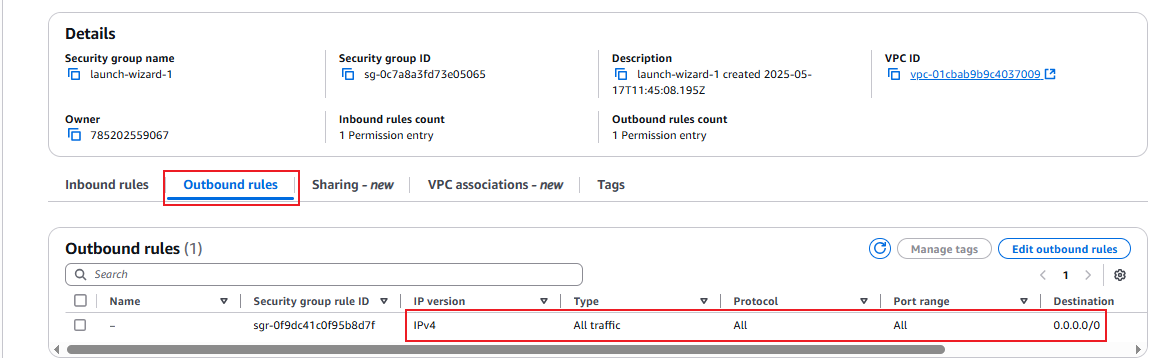 Details
Security group name
launch-wizard-1
Security group ID
sg-0c7a8a3fd73e05065
Description
launch-wizard-1 created 2025-05-
17T11:45:08.195Z
VPC ID
vpc-01cbab9b9c4037009
Owner
785202559067
Inbound rules count
1 Permission entry
Outbound rules count
1 Permission entry
Inbound rules Outbound rules Sharing - new VPC associations - new Tags
Outbound rules (1)
Manage tags
Edit outbound rules
Search
1
Name Security group rule ID IP version Type Protocol Port range Destination
– sgr-0f9dc41c0f95b8d7f IPv4 All traffic All All 0.0.0.0/0